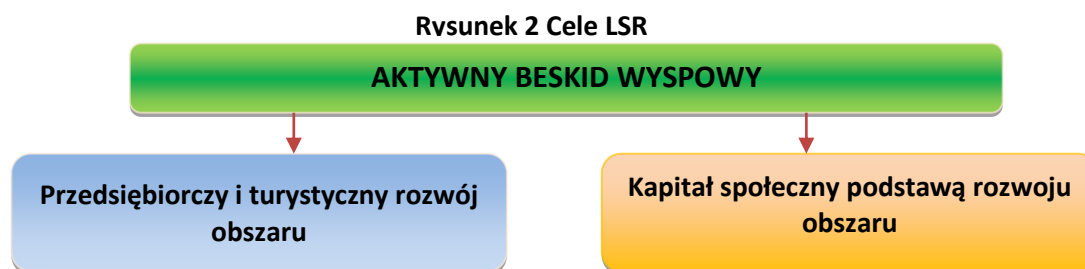 Rysunek 2 Cele LSR
AKTYWNY BESKID WYSPOWY
Przedsiębiorczy i turystyczny rozwój
obszaru
Kapitał społeczny podstawą rozwoju
obszaru